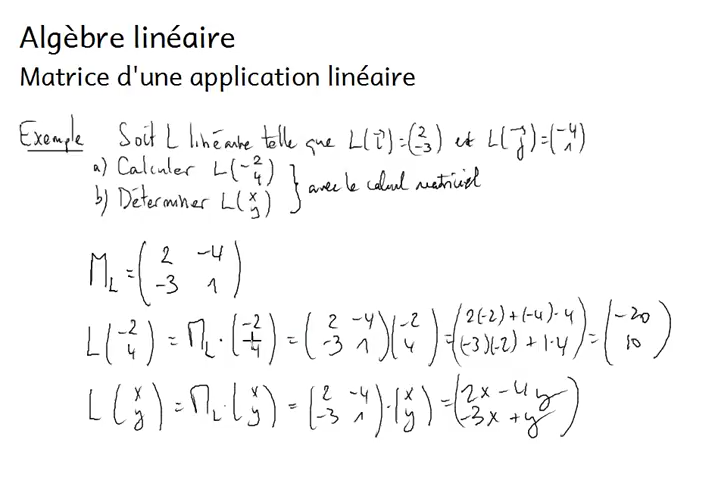 Algèbre linéaire
Matrice d'une application linéaire
Exemple Soit L linéaire telle que L(i⃗)=(2 -3) et L(j⃗)=(-4 1)
a) Calculer L(-2 4) } avec le calcul matriciel
b) Déterminer L(x y)
M_L = (2 -4 / -3 1)
L(-2 4) = M_L · (-2 4) = (2 -4 / -3 1)(-2 4) = (2(-2)+(-4)·4 / (-3)(-2)+1·4) = (-20 10)
L(x y) = M_L · (x y) = (2 -4 / -3 1)·(x y) = (2x-4y / -3x+y)